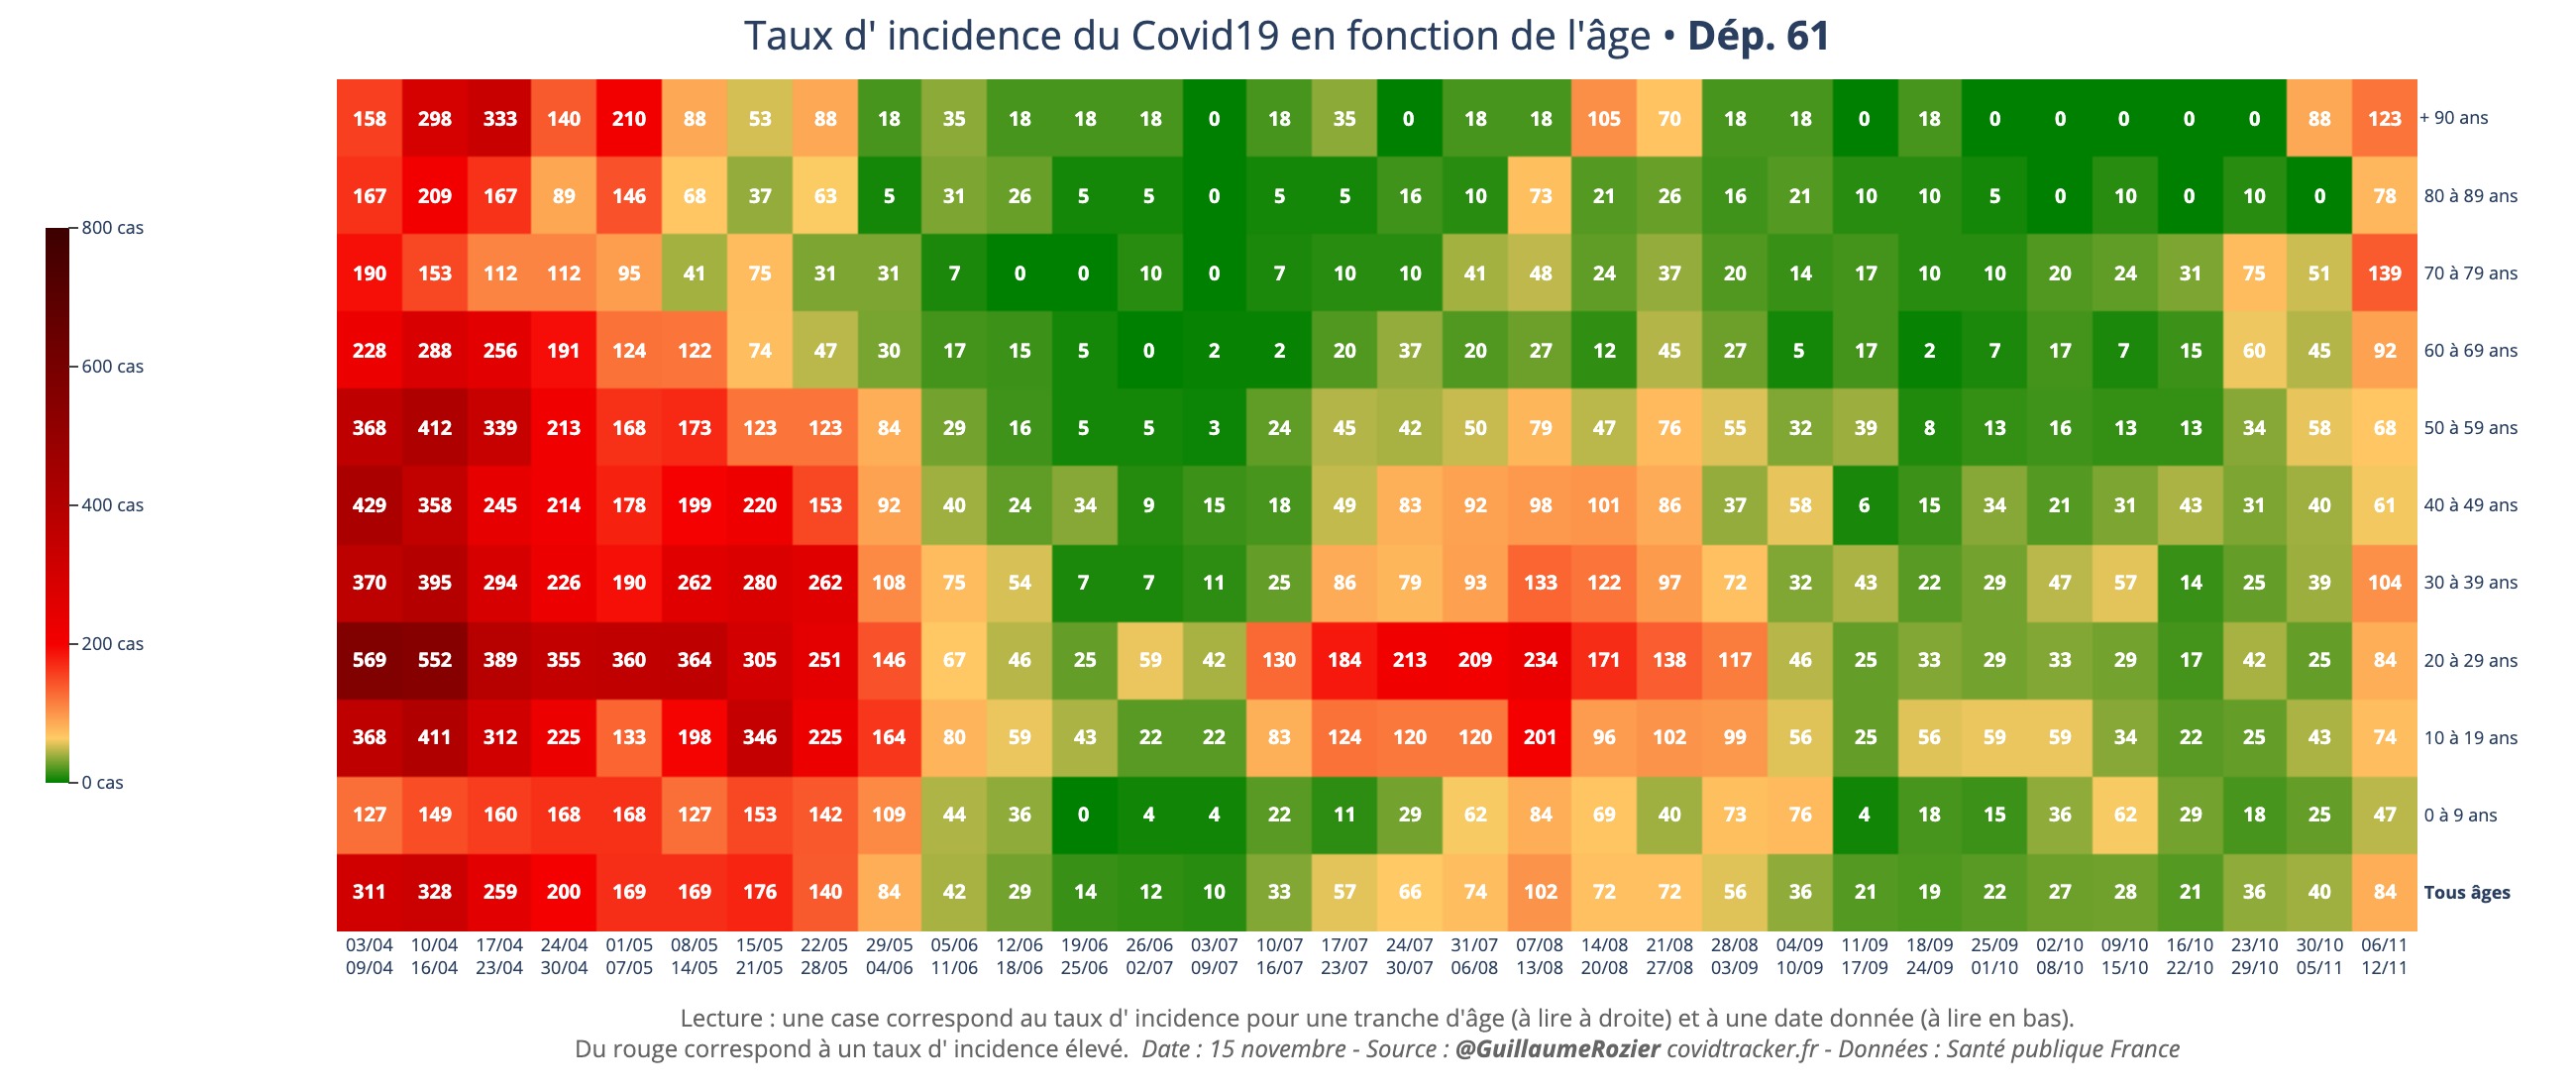 Taux d' incidence du Covid19 en fonction de l'âge • Dép. 61
158 298 333 140 210 88 53 88 18 35 18 18 18 0 18 35 0 18 18 105 70 18 18 0 18 0 0 0 0 0 88 123 + 90 ans
167 209 167 89 146 68 37 63 5 31 26 5 5 0 5 5 16 10 73 21 26 16 21 10 10 5 0 10 0 10 0 78 80 à 89 ans
800 cas
190 153 112 112 95 41 75 31 31 7 0 0 10 0 7 10 10 41 48 24 37 20 14 17 10 10 20 24 31 75 51 139 70 à 79 ans
228 288 256 191 124 122 74 47 30 17 15 5 0 2 2 20 37 20 27 12 45 27 5 17 2 7 17 7 15 60 45 92 60 à 69 ans
600 cas
368 412 339 213 168 173 123 123 84 29 16 5 5 3 24 45 42 50 79 47 76 55 32 39 8 13 16 13 13 34 58 68 50 à 59 ans
400 cas
429 358 245 214 178 199 220 153 92 40 24 34 9 15 18 49 83 92 98 101 86 37 58 6 15 34 21 31 43 31 40 61 40 à 49 ans
370 395 294 226 190 262 280 262 108 75 54 7 7 11 25 86 79 93 133 122 97 72 32 43 22 29 47 57 14 25 39 104 30 à 39 ans
200 cas
569 552 389 355 360 364 305 251 146 67 46 25 59 42 130 184 213 209 234 171 138 117 46 25 33 29 33 29 17 42 25 84 20 à 29 ans
368 411 312 225 133 198 346 225 164 80 59 43 22 22 83 124 120 120 201 96 102 99 56 25 56 59 59 34 22 25 43 74 10 à 19 ans
0 cas
127 149 160 168 168 127 153 142 109 44 36 0 4 4 22 11 29 62 84 69 40 73 76 4 18 15 36 62 29 18 25 47 0 à 9 ans
311 328 259 200 169 169 176 140 84 42 29 14 12 10 33 57 66 74 102 72 72 56 36 21 19 22 27 28 21 36 40 84 Tous âges
03/04 10/04 17/04 24/04 01/05 08/05 15/05 22/05 29/05 05/06 12/06 19/06 26/06 03/07 10/07 17/07 24/07 31/07 07/08 14/08 21/08 28/08 04/09 11/09 18/09 25/09 02/10 09/10 16/10 23/10 30/10 06/11
09/04 16/04 23/04 30/04 07/05 14/05 21/05 28/05 04/06 11/06 18/06 25/06 02/07 09/07 16/07 23/07 30/07 06/08 13/08 20/08 27/08 03/09 10/09 17/09 24/09 01/10 08/10 15/10 22/10 29/10 05/11 12/11
Lecture : une case correspond au taux d' incidence pour une tranche d'âge (à lire à droite) et à une date donnée (à lire en bas).
Du rouge correspond à un taux d' incidence élevé. Date : 15 novembre - Source : @GuillaumeRozier covidtracker.fr - Données : Santé publique France